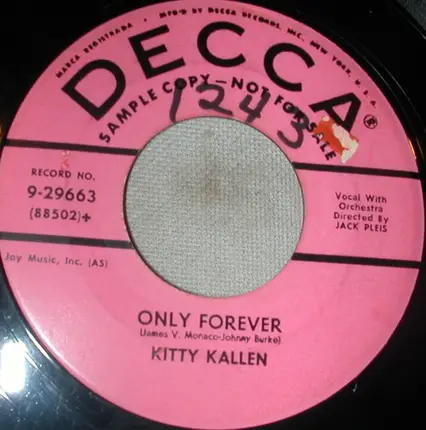 MARCA REGISTRADA • MFG'D BY DECCA RECORDS, INC., NEW YORK, U.S.A.
DECCA®
SAMPLE COPY—NOT FOR SALE
1243
RECORD NO.
9-29663
(88502)+
Vocal With
Orchestra
Directed By
JACK PLEIS
Joy Music, Inc. (AS)
ONLY FOREVER
(James V. Monaco-Johnny Burke)
KITTY KALLEN